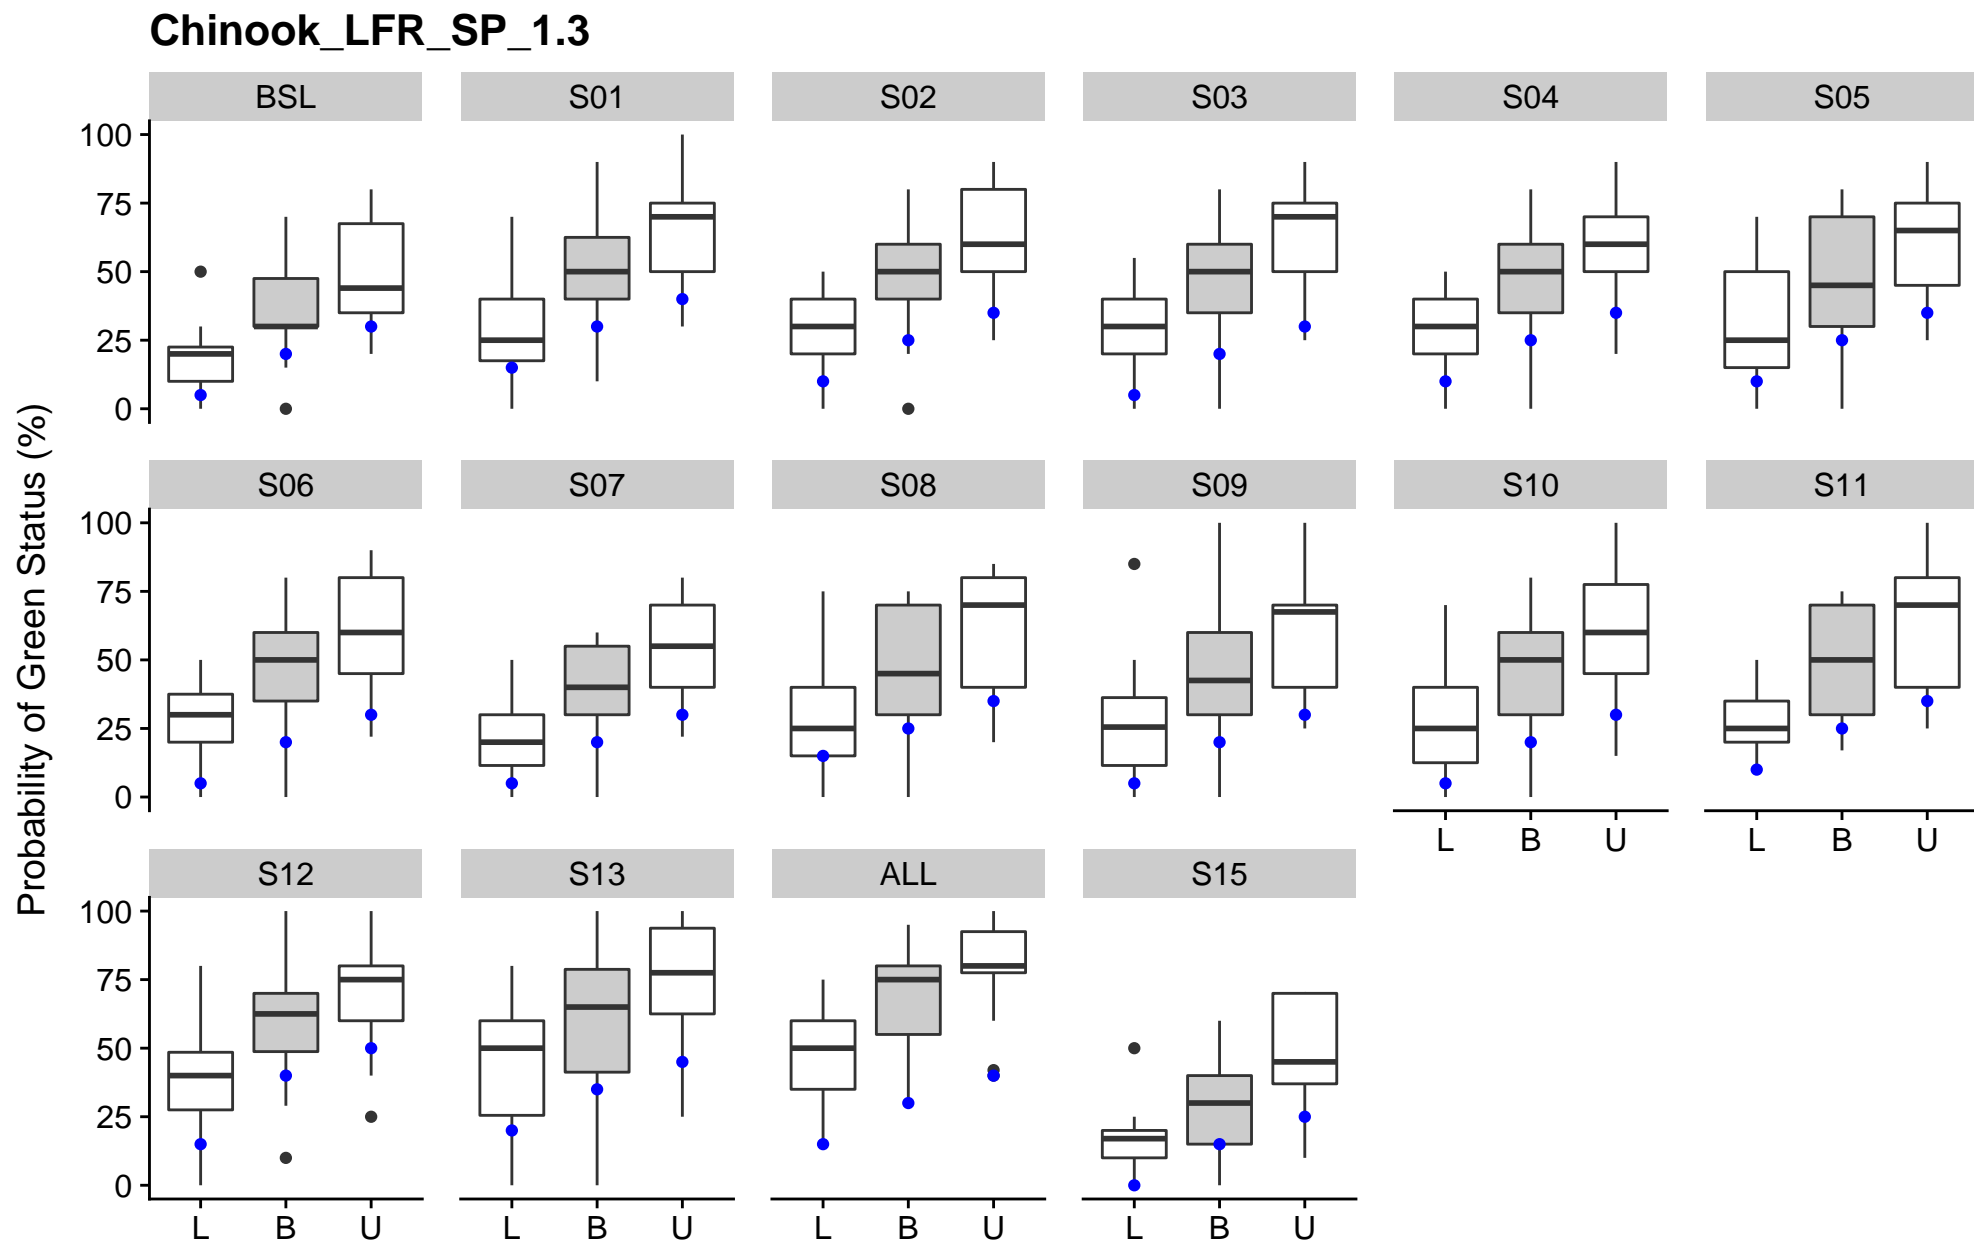 Chinook_LFR_SP_1.3
BSL S01 S02 S03 S04 S05
100
75
50
25
0
Probability of Green Status (%)
S06 S07 S08 S09 S10 S11
100
75
50
25
0
L B U L B U
S12 S13 ALL S15
100
75
50
25
0
L B U L B U L B U L B U